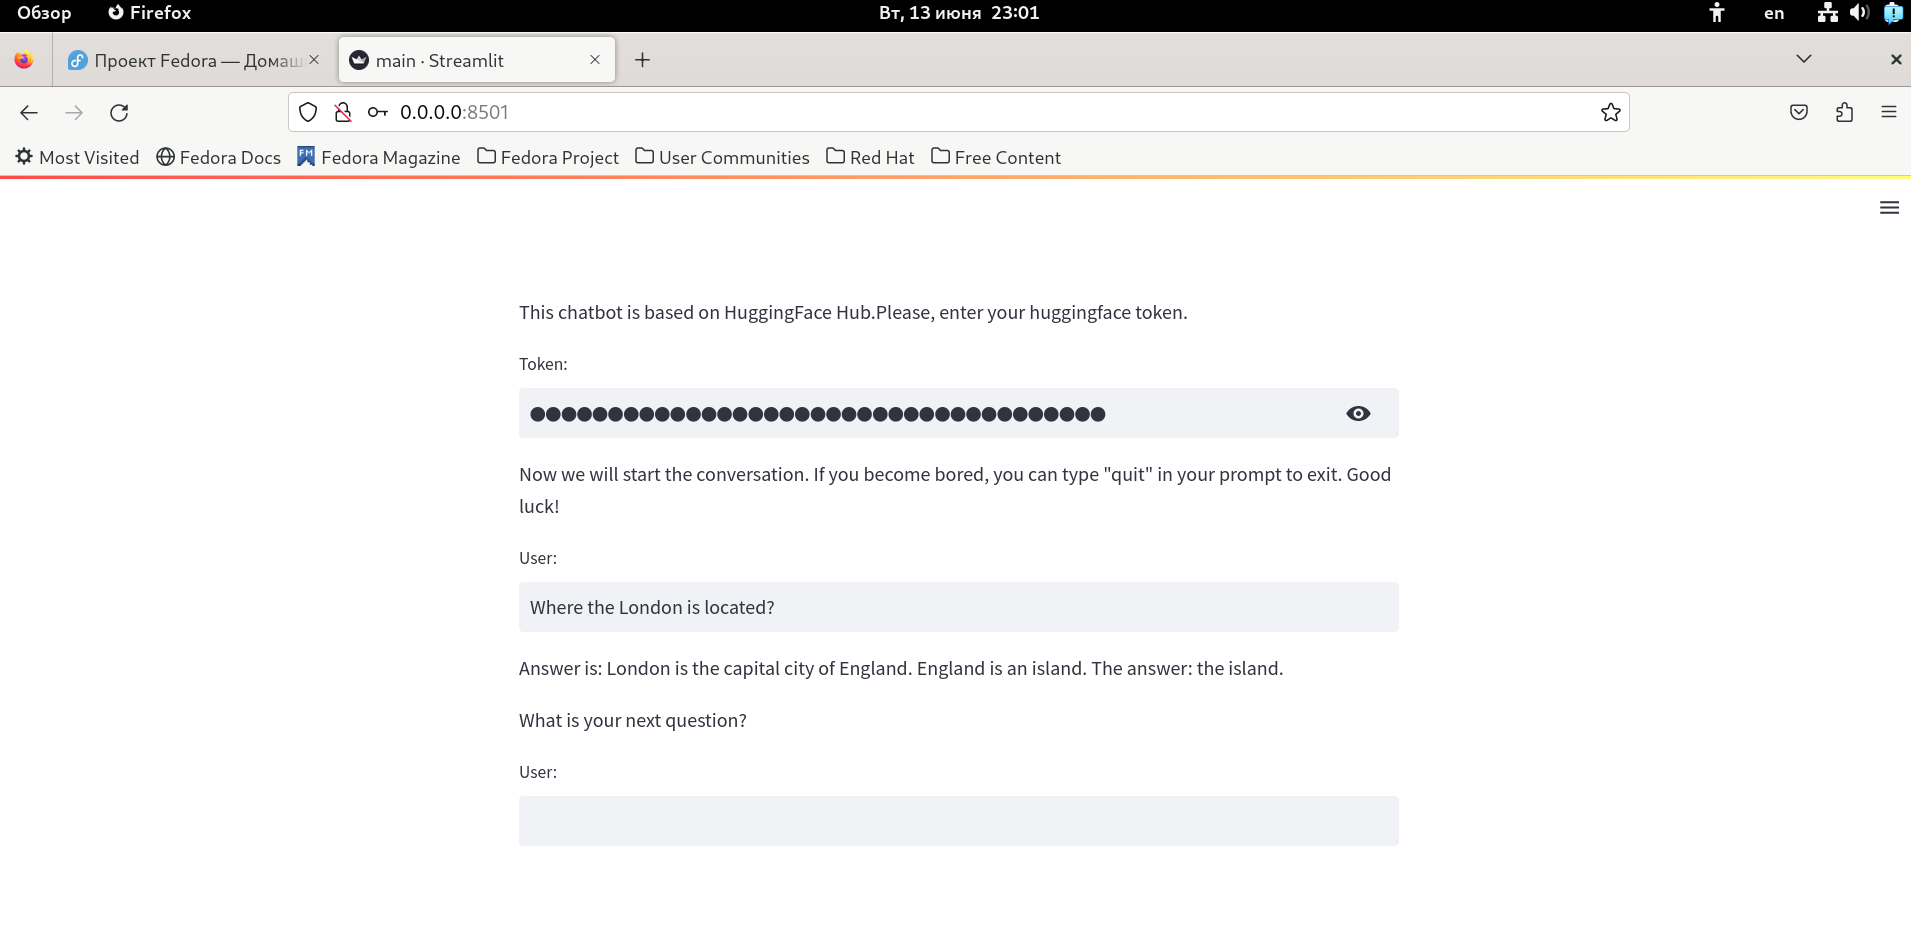 Обзор Firefox Вт, 13 июня 23:01 en
Проект Fedora — Домаш main · Streamlit
0.0.0.0:8501
Most Visited Fedora Docs Fedora Magazine Fedora Project User Communities Red Hat Free Content
This chatbot is based on HuggingFace Hub.Please, enter your huggingface token.
Token:
Now we will start the conversation. If you become bored, you can type "quit" in your prompt to exit. Good
luck!
User:
Where the London is located?
Answer is: London is the capital city of England. England is an island. The answer: the island.
What is your next question?
User: